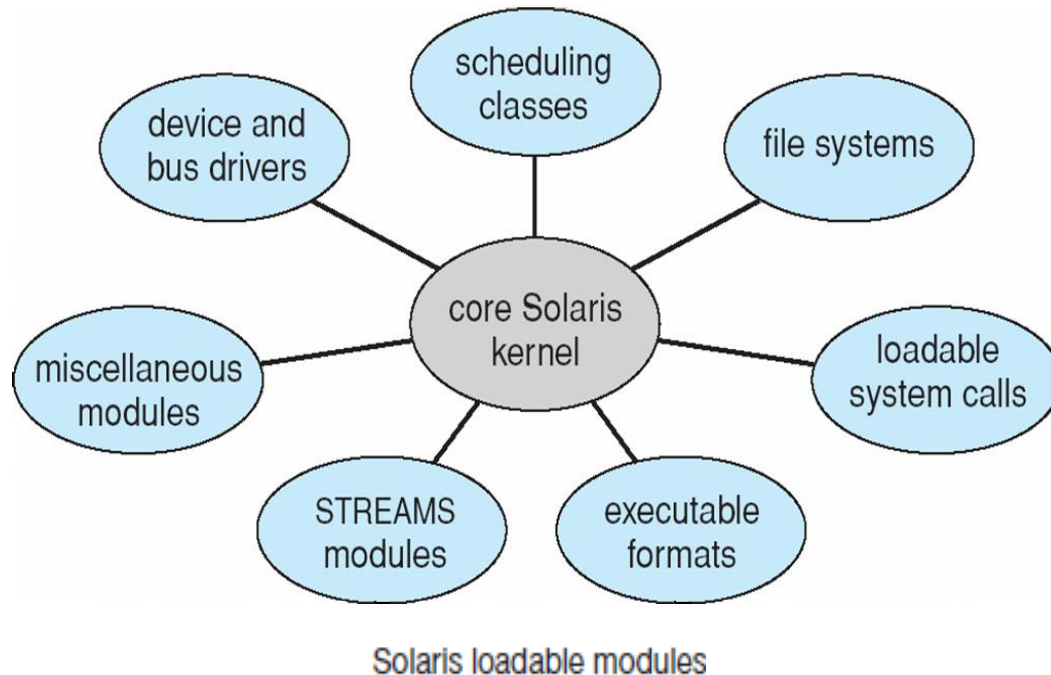 scheduling
classes
device and
bus drivers
file systems
core Solaris
kernel
miscellaneous
modules
loadable
system calls
STREAMS
modules
executable
formats
Solaris loadable modules